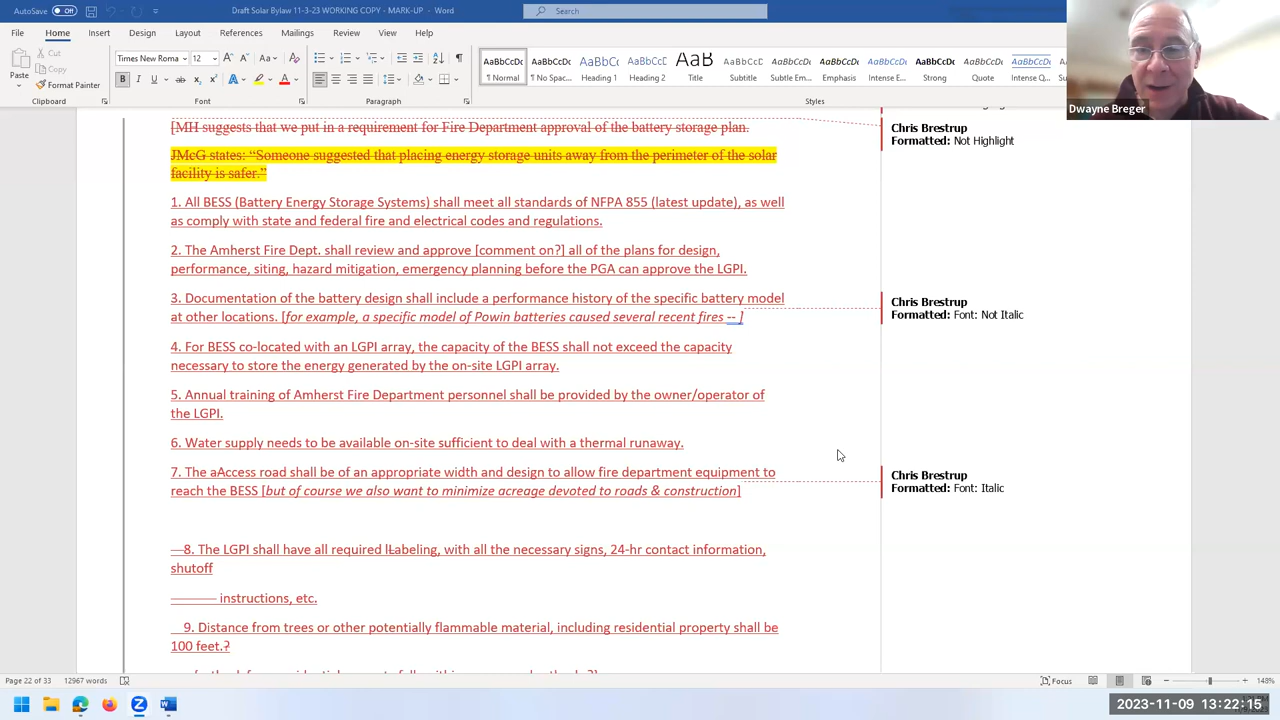 AutoSave Off Draft Solar Bylaw 11-3-23 WORKING COPY - MARK-UP - Word Search
File Home Insert Design Layout References Mailings Review View Help
Cut
Copy
Format Painter
Paste
Times New Roma 12
AaBbCcDc AaBbCcDc AaBbC AaBbCcD AaB AaBbCcD AaBbCcDc AaBbCcDc AaBbCcDc AaBbCcDc AaBbCcDc AaBbCcDc
¶ Normal ¶ No Spac... Heading 1 Heading 2 Title Subtitle Subtle Em... Emphasis Intense E... Strong Quote Intense Q...
Clipboard Font Paragraph Styles
Dwayne Breger
[MH suggests that we put in a requirement for Fire Department approval of the battery storage plan.
Chris Brestrup
Formatted: Not Highlight
JMcG states: “Someone suggested that placing energy storage units away from the perimeter of the solar
facility is safer.”
1. All BESS (Battery Energy Storage Systems) shall meet all standards of NFPA 855 (latest update), as well
as comply with state and federal fire and electrical codes and regulations.
2. The Amherst Fire Dept. shall review and approve [comment on?] all of the plans for design,
performance, siting, hazard mitigation, emergency planning before the PGA can approve the LGPI.
3. Documentation of the battery design shall include a performance history of the specific battery model
at other locations. [for example, a specific model of Powin batteries caused several recent fires -- ]
Chris Brestrup
Formatted: Font: Not Italic
4. For BESS co-located with an LGPI array, the capacity of the BESS shall not exceed the capacity
necessary to store the energy generated by the on-site LGPI array.
5. Annual training of Amherst Fire Department personnel shall be provided by the owner/operator of
the LGPI.
6. Water supply needs to be available on-site sufficient to deal with a thermal runaway.
7. The aAccess road shall be of an appropriate width and design to allow fire department equipment to
reach the BESS [but of course we also want to minimize acreage devoted to roads & construction]
Chris Brestrup
Formatted: Font: Italic
8. The LGPI shall have all required lLabeling, with all the necessary signs, 24-hr contact information,
shutoff
instructions, etc.
9. Distance from trees or other potentially flammable material, including residential property shall be
100 feet.?
Page 22 of 33 12967 words Focus 148%
2023-11-09 13:22:15